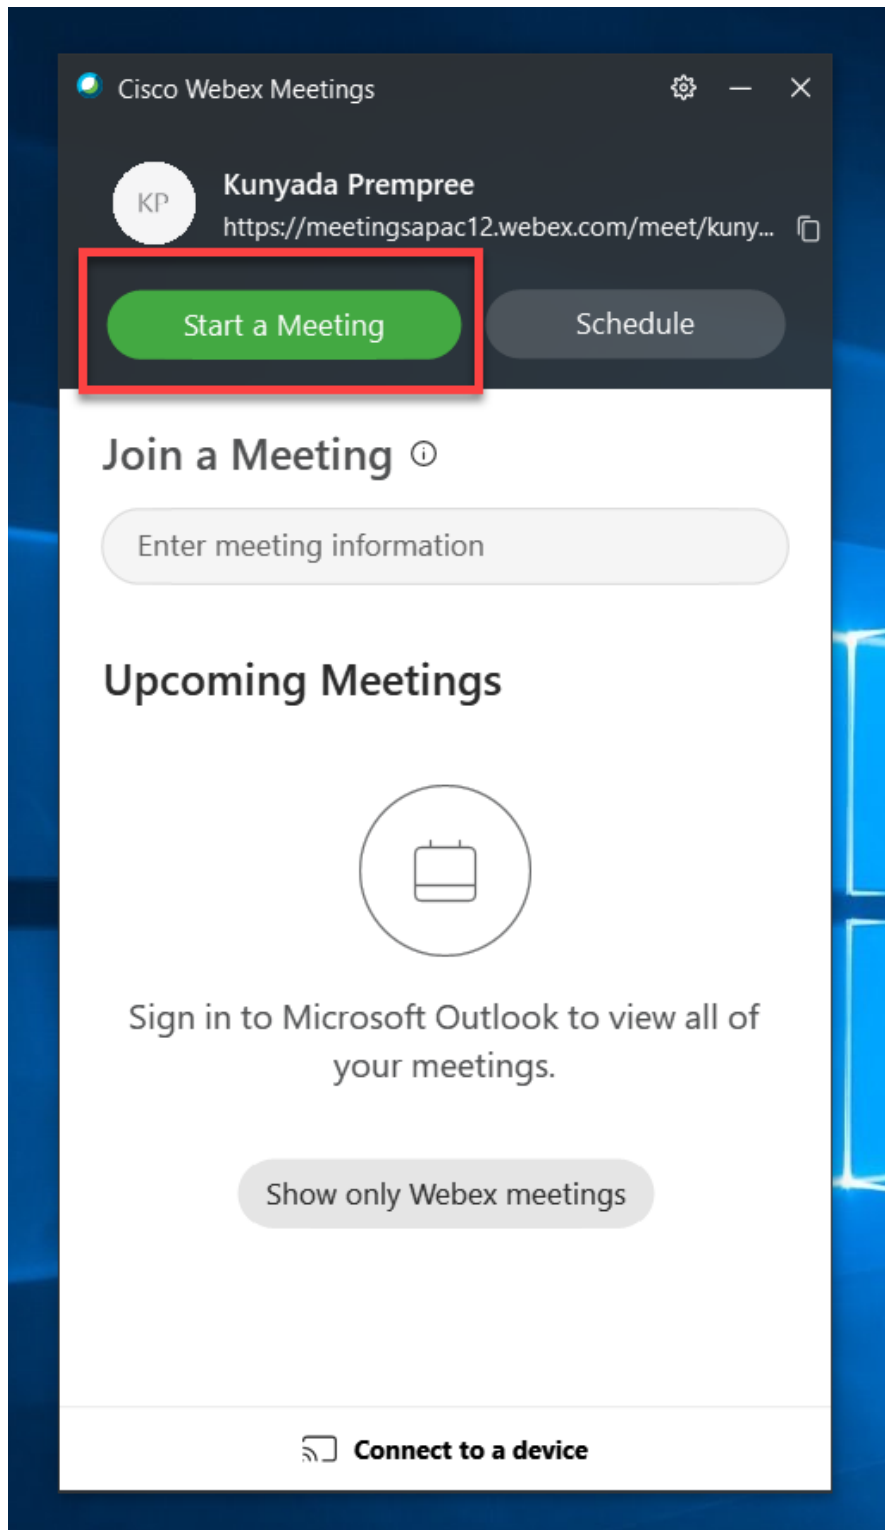 Cisco Webex Meetings
KP
Kunyada Prempree
https://meetingsapac12.webex.com/meet/kuny...
Start a Meeting
Schedule
Join a Meeting
Enter meeting information
Upcoming Meetings
Sign in to Microsoft Outlook to view all of
your meetings.
Show only Webex meetings
Connect to a device